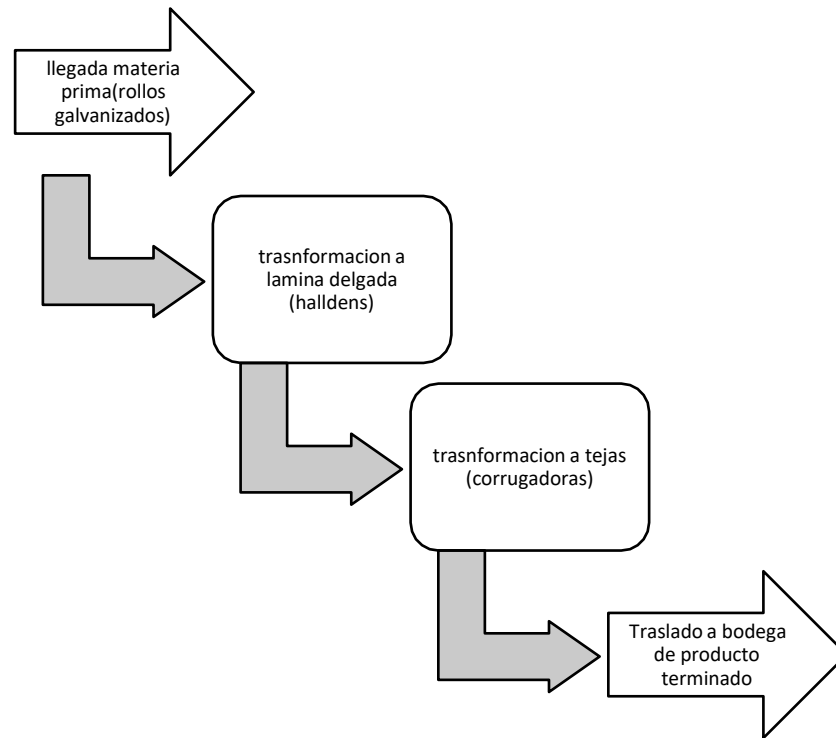 llegada materia
prima(rollos
galvanizados)
trasnformacion a
lamina delgada
(halldens)
trasnformacion a tejas
(corrugadoras)
Traslado a bodega
de producto
terminado